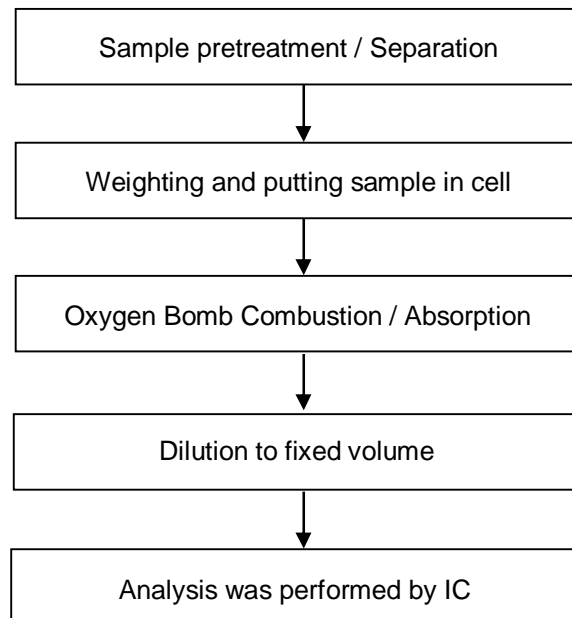 Sample pretreatment / Separation
Weighting and putting sample in cell
Oxygen Bomb Combustion / Absorption
Dilution to fixed volume
Analysis was performed by IC